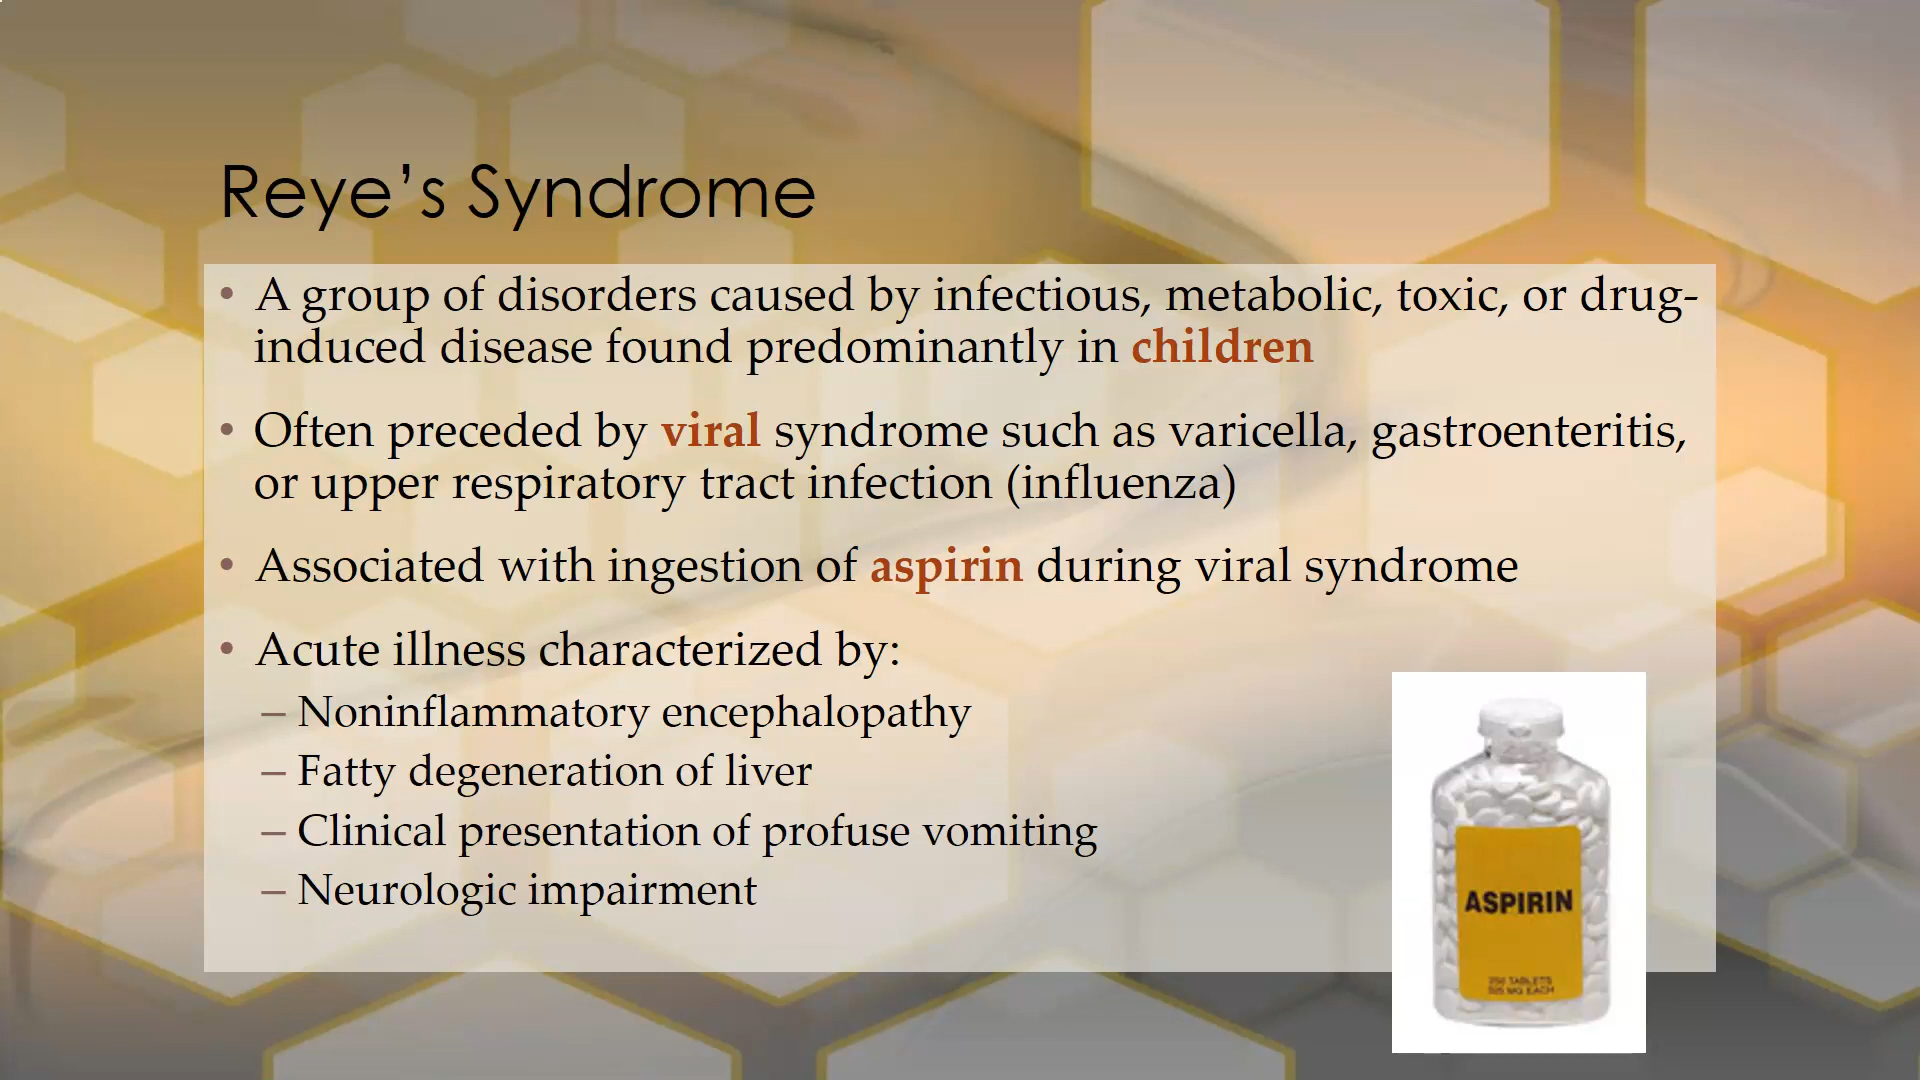 Reye’s Syndrome
• A group of disorders caused by infectious, metabolic, toxic, or drug-
induced disease found predominantly in children
• Often preceded by viral syndrome such as varicella, gastroenteritis,
or upper respiratory tract infection (influenza)
• Associated with ingestion of aspirin during viral syndrome
• Acute illness characterized by:
– Noninflammatory encephalopathy
– Fatty degeneration of liver
– Clinical presentation of profuse vomiting
– Neurologic impairment
ASPIRIN
TABLETS
MG EACH